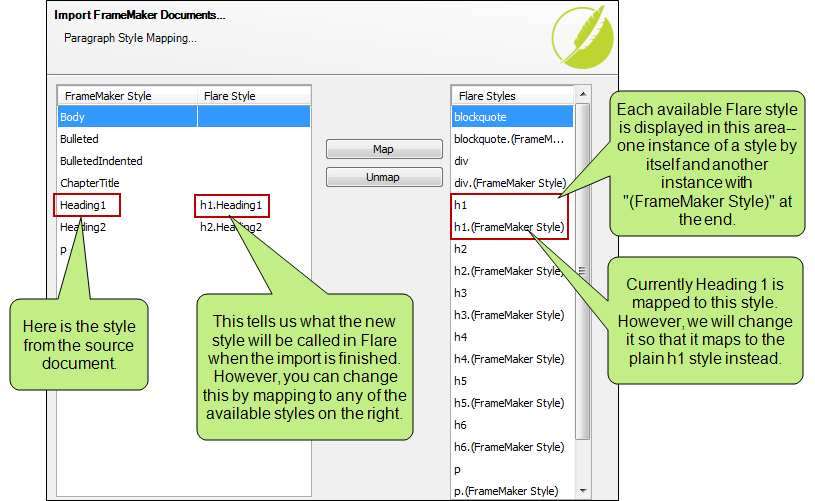 Import FrameMaker Documents...
Paragraph Style Mapping...
FrameMaker Style Flare Style
Body
Bulleted
BulletedIndented
ChapterTitle
Heading1 h1.Heading1
Heading2 h2.Heading2
p
Map
Unmap
Flare Styles
blockquote
blockquote.(FrameM...
div
div.(FrameMaker Style)
h1
h1.(FrameMaker Style)
h2
h2.(FrameMaker Style)
h3
h3.(FrameMaker Style)
h4
h4.(FrameMaker Style)
h5
h5.(FrameMaker Style)
h6
h6.(FrameMaker Style)
p
p.(FrameMaker Style)
Each available Flare style
is displayed in this area--
one instance of a style by
itself and another
instance with
"(FrameMaker Style)" at
the end.
Currently Heading 1 is
mapped to this style.
However, we will change
it so that it maps to the
plain h1 style instead.
Here is the style
from the source
document.
This tells us what the new
style will be called in Flare
when the import is finished.
However, you can change
this by mapping to any of the
available styles on the right.